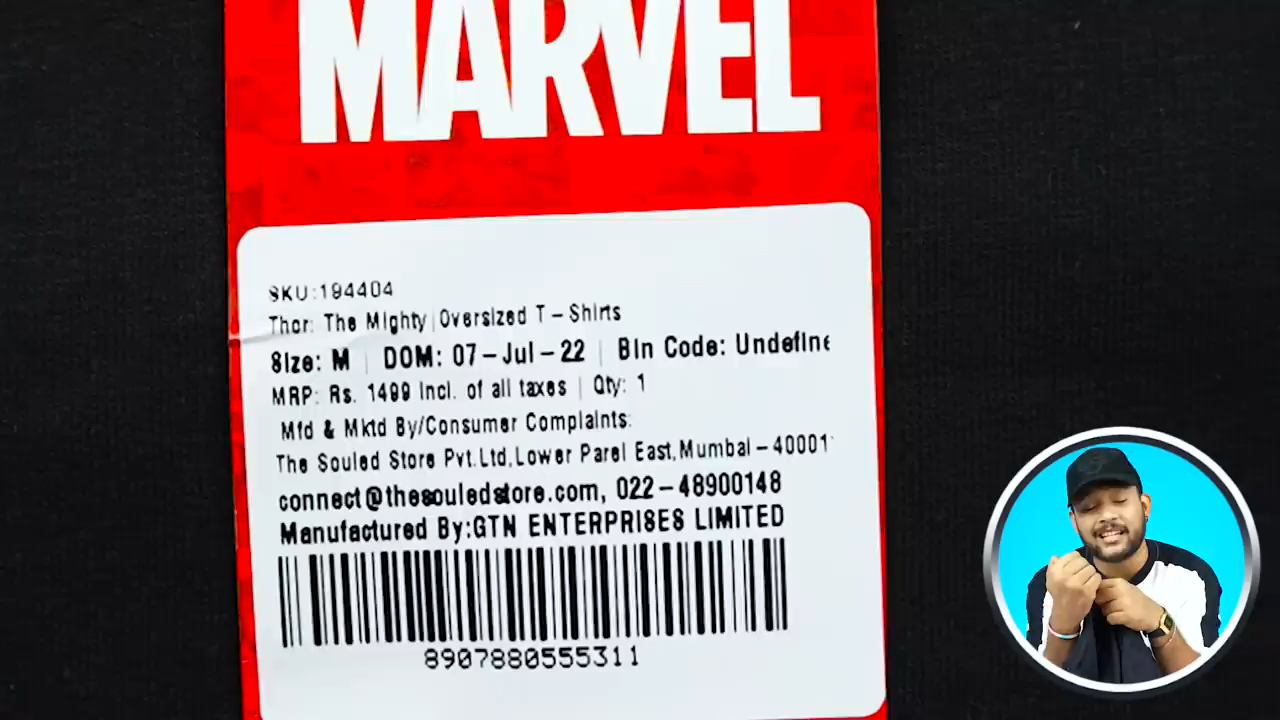 MARVEL
SKU:194404
Thor: The Mighty | Oversized T-Shirts
Size: M | DOM: 07-Jul-22 | Bin Code: Undefine
MRP: Rs. 1499 Incl. of all taxes | Qty: 1
Mfd & Mktd By/Consumer Complaints:
The Souled Store Pvt.Ltd,Lower Parel East,Mumbai-40001
connect@thesouledstore.com, 022-48900148
Manufactured By:GTN ENTERPRISES LIMITED
8907880555311